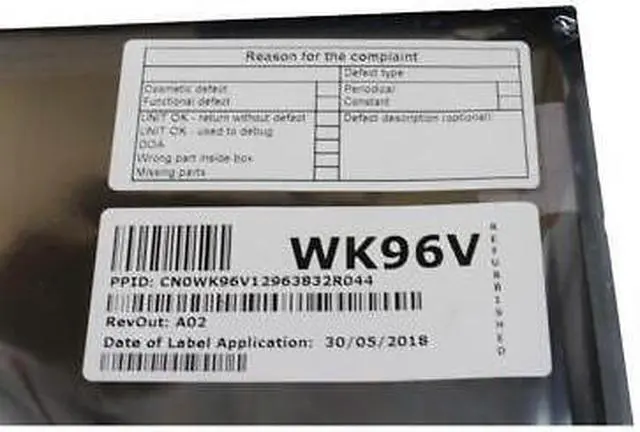 Reason for the complaint
Defect type
Cosmetic defect
Periodical
Functional defect
Constant
UNIT OK - return without defect
Defect description (optional)
UNIT OK - used to debug
DOA
Wrong part inside box
Missing parts
WK96V
PPID: CN0WK96V12963832R044
RevOut: A02
Date of Label Application: 30/05/2018
REFURBISHED